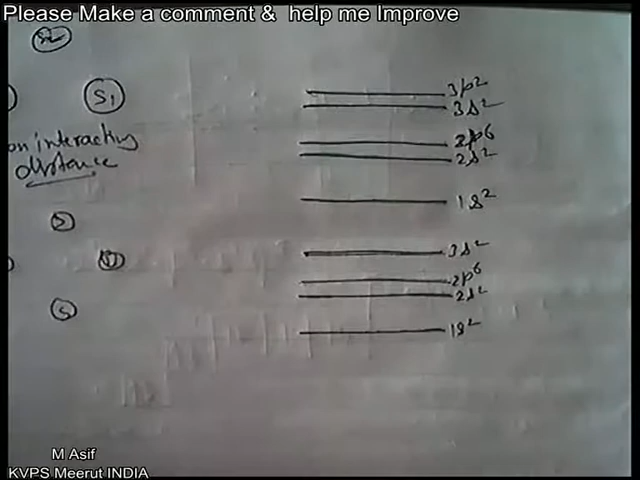 Please Make a comment & help me Improve
Si
3p²
3s²
on interacting
distance
2p⁶
2s²
1s²
3s²
2p⁶
2s²
1s²
M Asif
KVPS Meerut INDIA